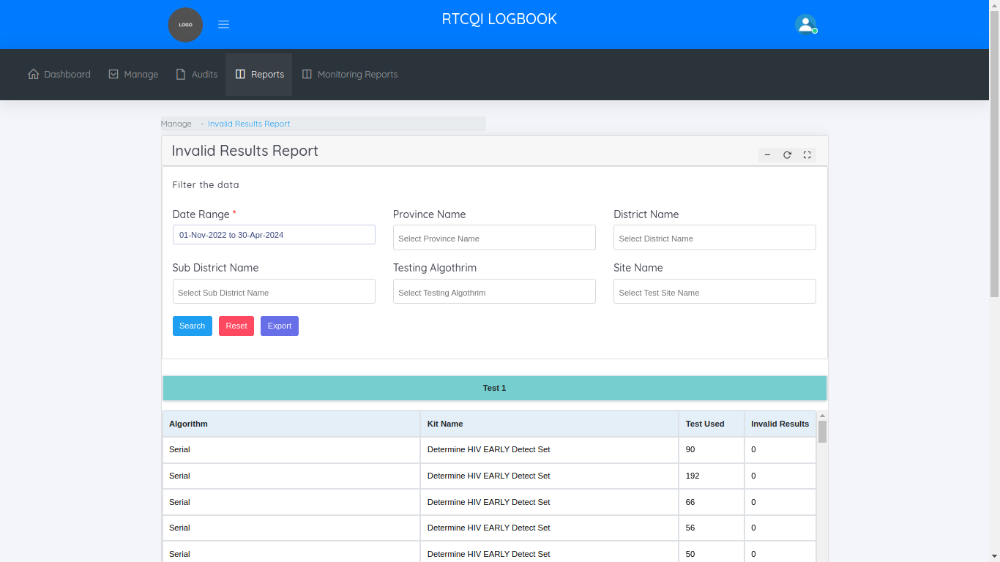 LOGO
RTCQI LOGBOOK
Dashboard Manage Audits Reports Monitoring Reports
Manage - Invalid Results Report
Invalid Results Report
Filter the data
Date Range * Province Name District Name
01-Nov-2022 to 30-Apr-2024 Select Province Name Select District Name
Sub District Name Testing Algothrim Site Name
Select Sub District Name Select Testing Algothrim Select Test Site Name
Search Reset Export
Test 1
Algorithm Kit Name Test Used Invalid Results
Serial Determine HIV EARLY Detect Set 90 0
Serial Determine HIV EARLY Detect Set 192 0
Serial Determine HIV EARLY Detect Set 66 0
Serial Determine HIV EARLY Detect Set 56 0
Serial Determine HIV EARLY Detect Set 50 0